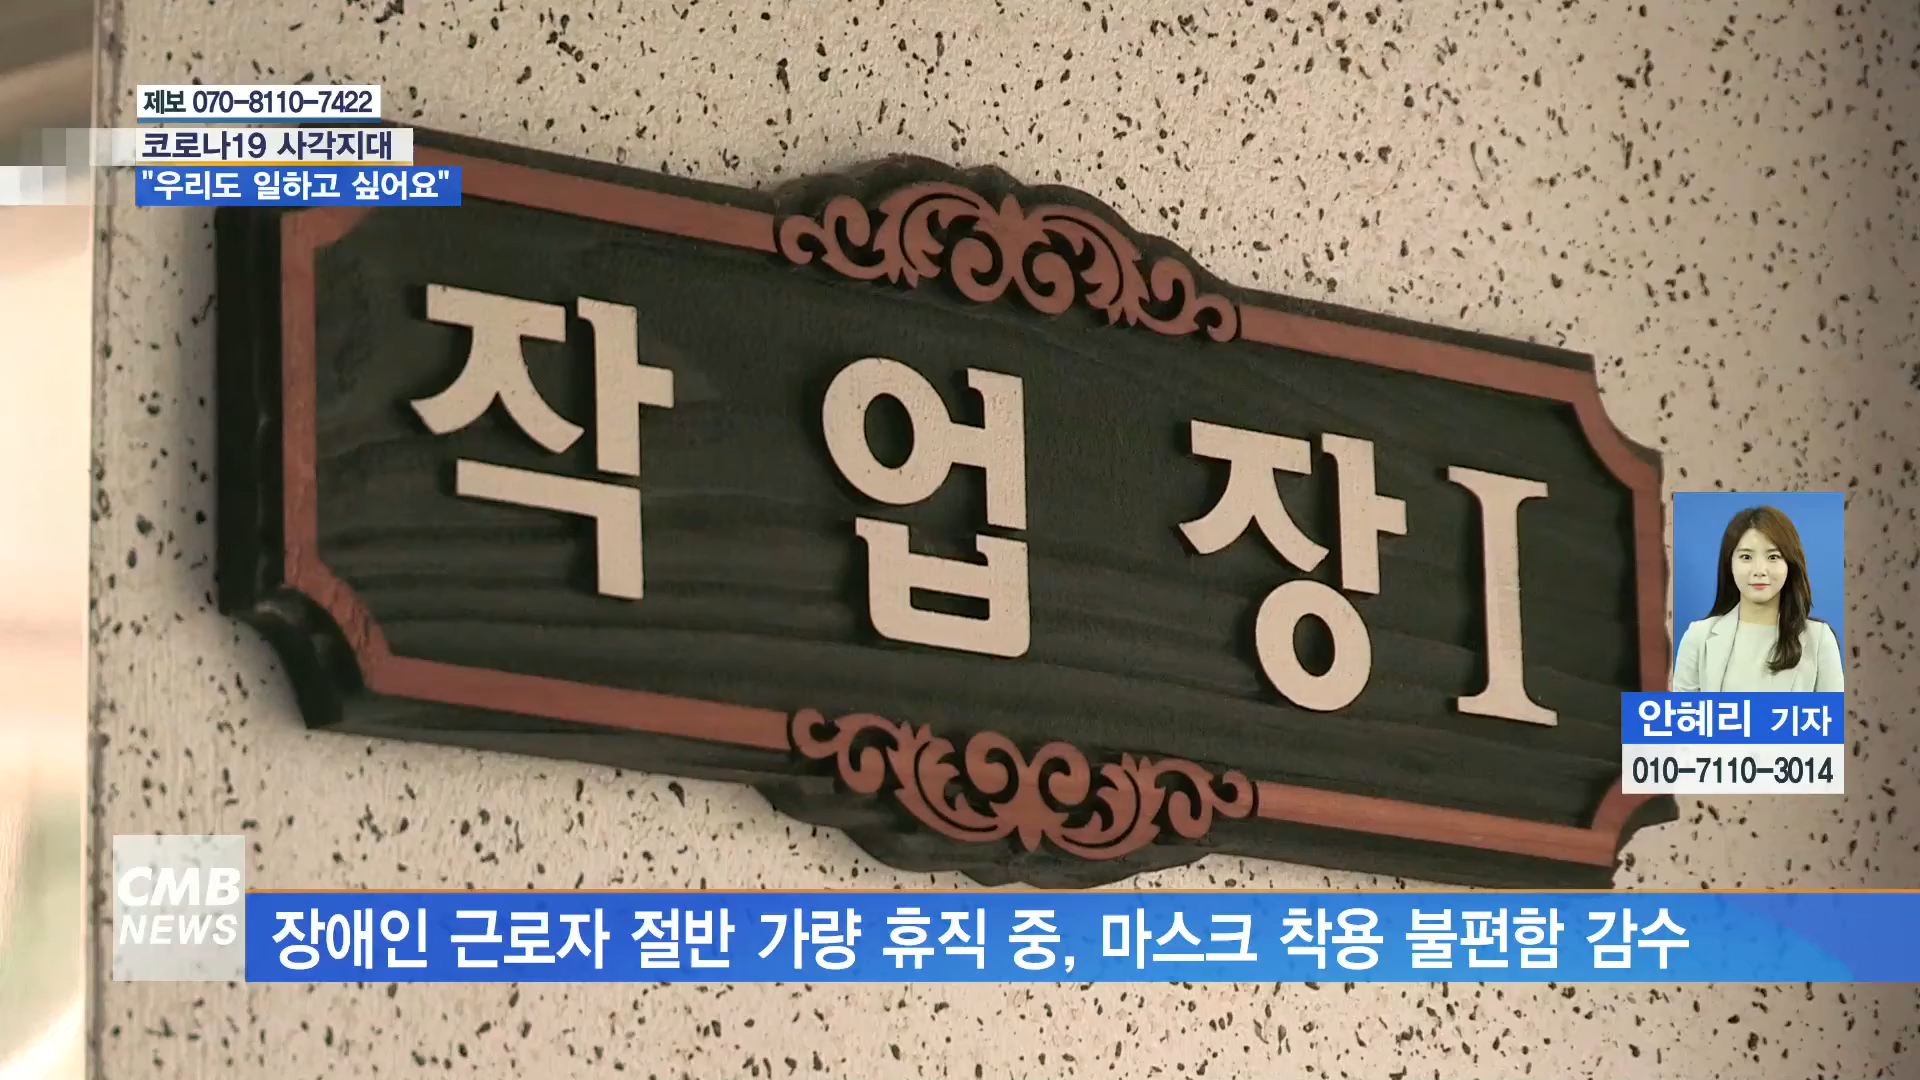 제보 070-8110-7422
코로나19 사각지대
"우리도 일하고 싶어요"
작업장 I
안혜리 기자
010-7110-3014
CMB
NEWS
장애인 근로자 절반 가량 휴직 중, 마스크 착용 불편함 감수